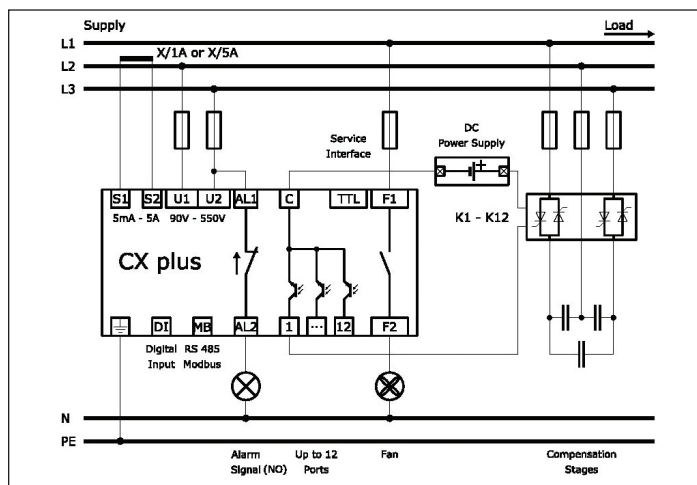 Supply
Load
L1
X/1A or X/5A
L2
L3
DC
Power Supply
Service
Interface
S1 S2 U1 U2 AL1 C TTL F1
5mA - 5A 90V - 550V
K1 - K12
CX plus
DI MB AL2 1 ... 12 F2
Digital RS 485
Input Modbus
N
PE
Alarm
Signal (NO)
Up to 12
Ports
Fan
Compensation
Stages